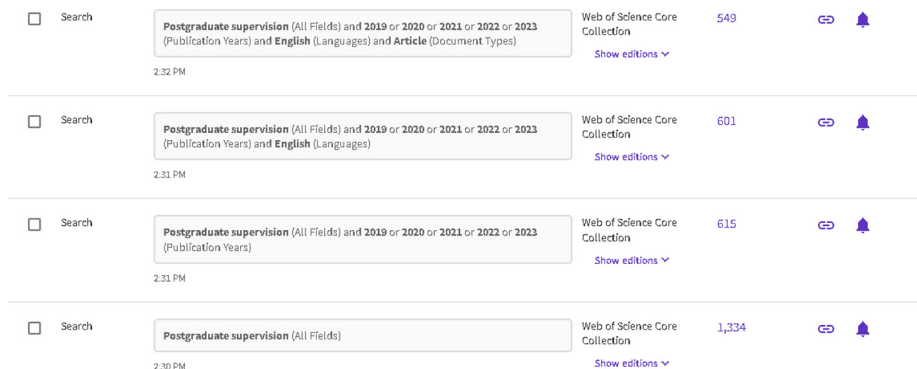 Search
Postgraduate supervision (All Fields) and 2019 or 2020 or 2021 or 2022 or 2023
(Publication Years) and English (Languages) and Article (Document Types)
2:32 PM
Web of Science Core
Collection
Show editions
549
Search
Postgraduate supervision (All Fields) and 2019 or 2020 or 2021 or 2022 or 2023
(Publication Years) and English (Languages)
2:31 PM
Web of Science Core
Collection
Show editions
601
Search
Postgraduate supervision (All Fields) and 2019 or 2020 or 2021 or 2022 or 2023
(Publication Years)
2:31 PM
Web of Science Core
Collection
Show editions
615
Search
Postgraduate supervision (All Fields)
2:30 PM
Web of Science Core
Collection
Show editions
1,334